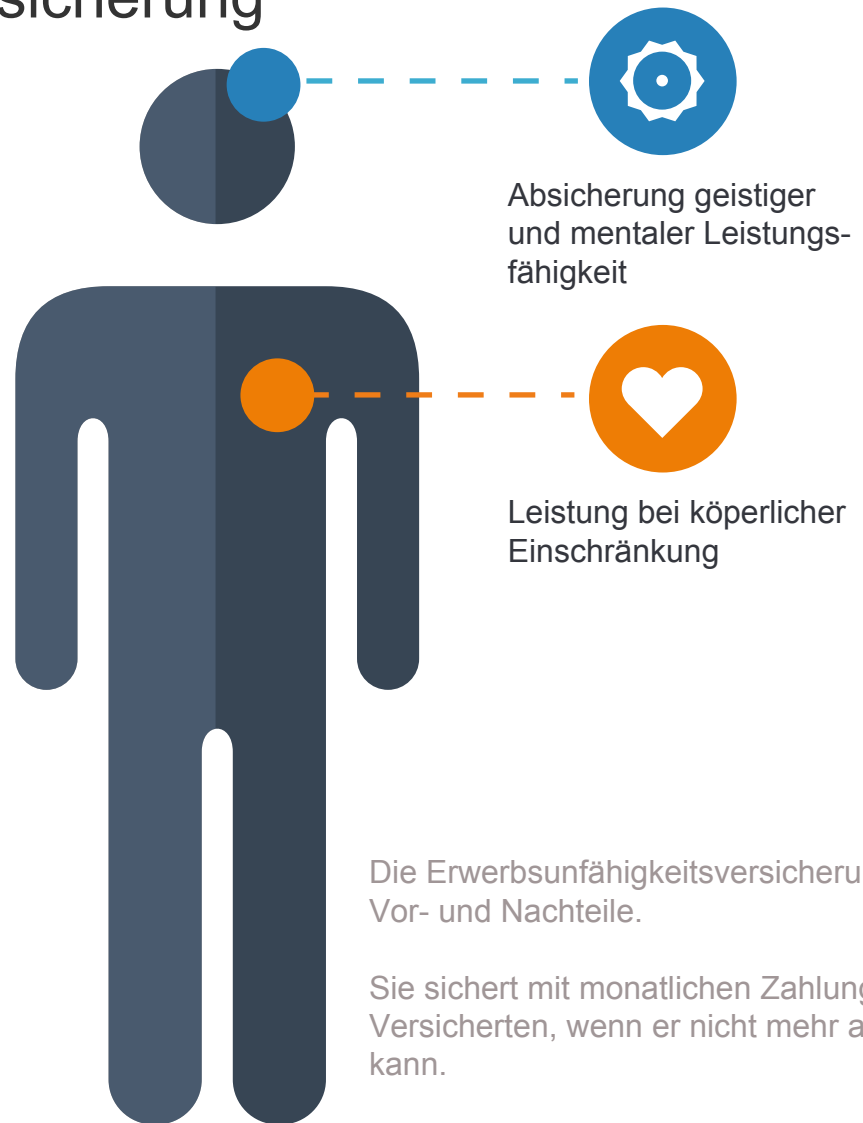 sicherung
Absicherung geistiger
und mentaler Leistungs-
fähigkeit
Leistung bei köperlicher
Einschränkung
Die Erwerbsunfähigkeitsversicheru
Vor- und Nachteile.
Sie sichert mit monatlichen Zahlung
Versicherten, wenn er nicht mehr a
kann.